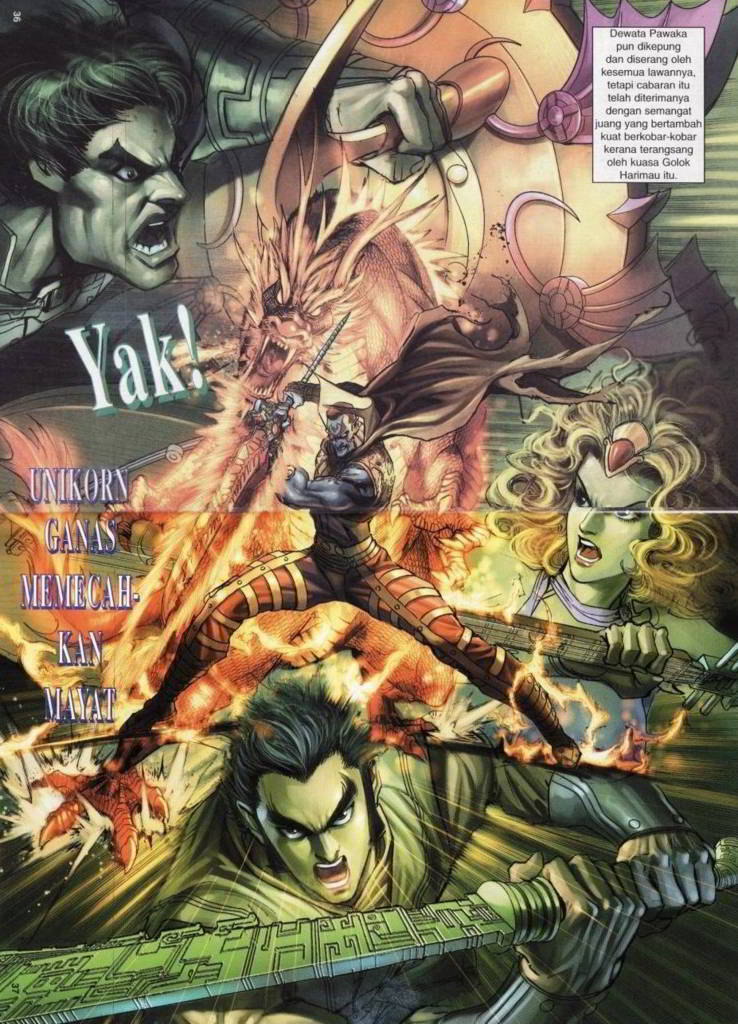 36
Dewata Pawaka
pun dikepung
dan diserang oleh
kesemua lawannya,
tetapi cabaran itu
telah diterimanya
dengan semangat
juang yang bertambah
kuat berkobar-kobar
kerana terangsang
oleh kuasa Golok
Harimau itu.
Yak!
UNIKORN
GANAS
MEMECAH-
KAN
MAYAT
37